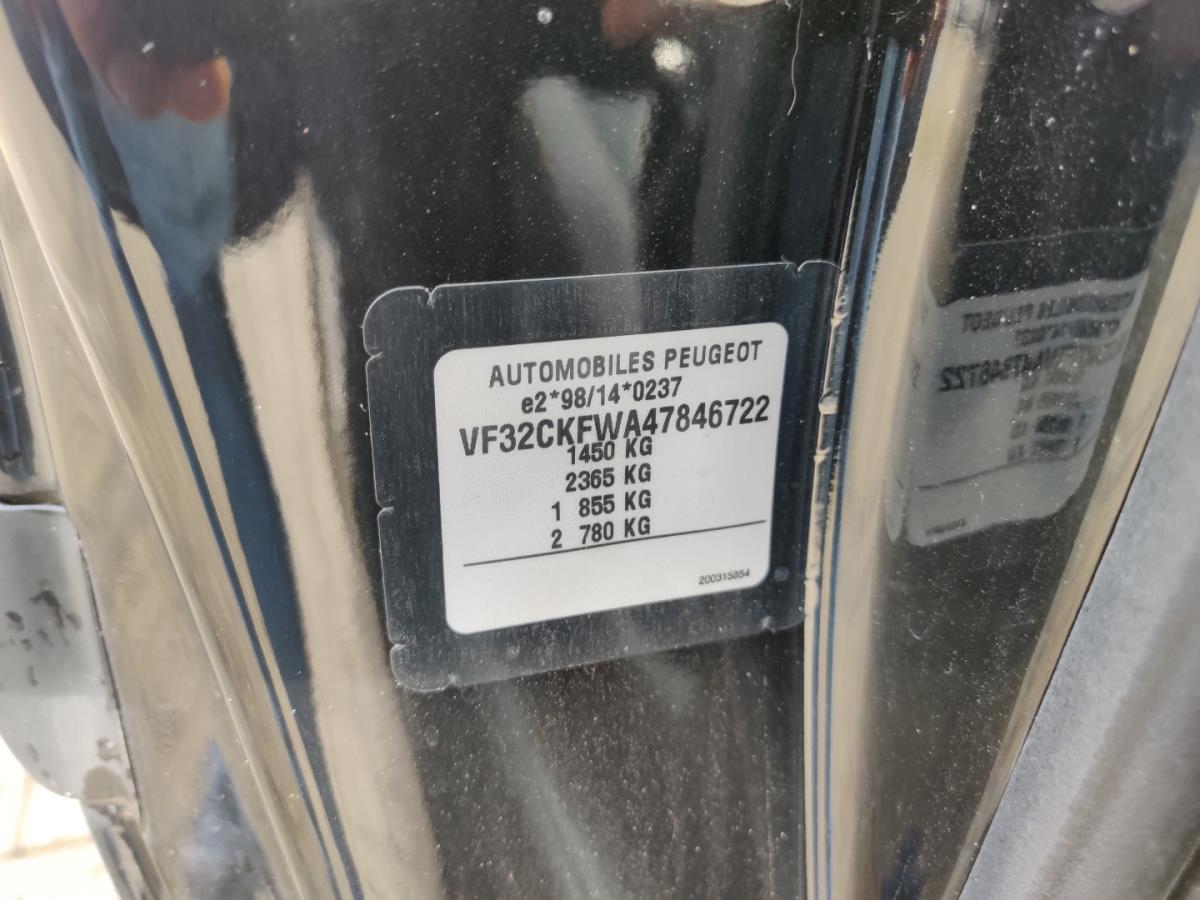 AUTOMOBILES PEUGEOT
e2*98/14*0237
VF32CKFWA47846722
1450 KG
2365 KG
1 855 KG
2 780 KG
200315854